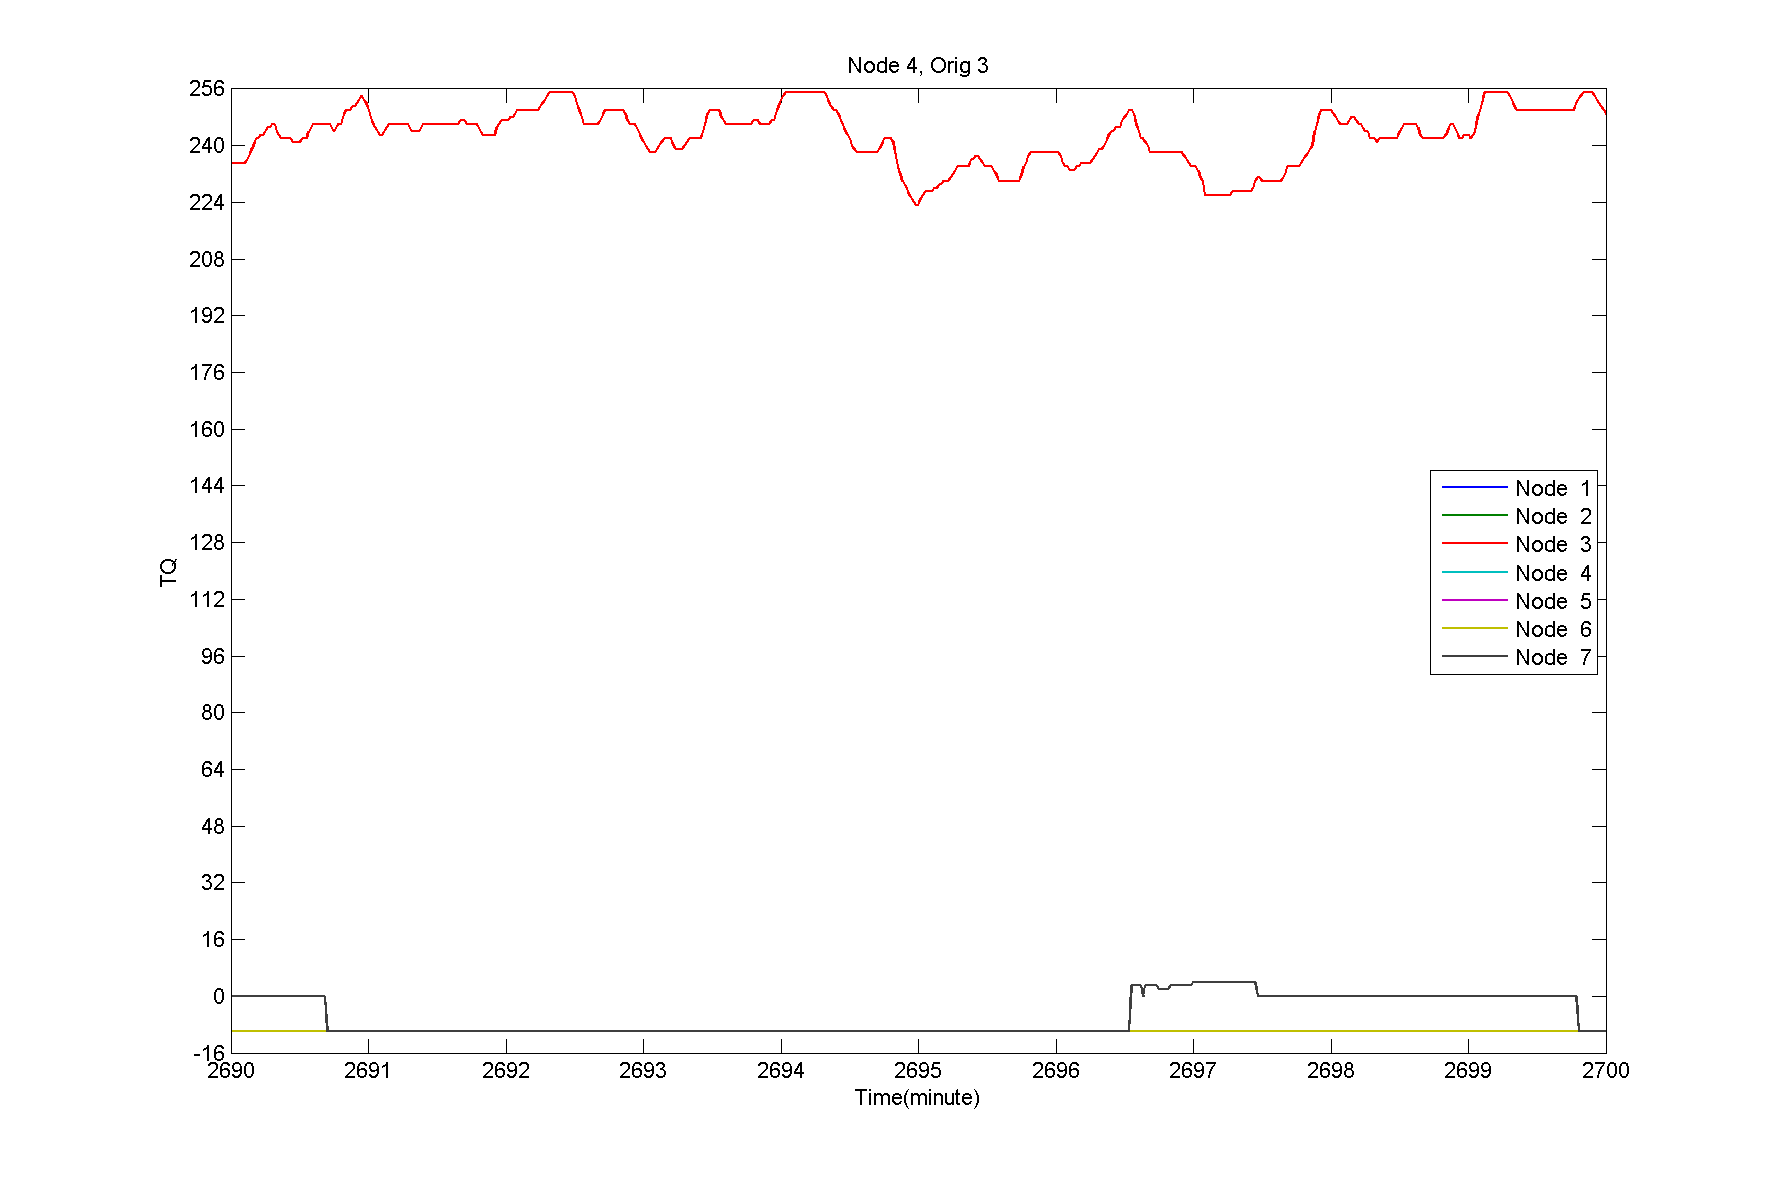 Node 4, Orig 3
256
240
224
208
192
176
160
144
128
112
96
80
64
48
32
16
0
-16
TQ
Node 1
Node 2
Node 3
Node 4
Node 5
Node 6
Node 7
2690 2691 2692 2693 2694 2695 2696 2697 2698 2699 2700
Time(minute)